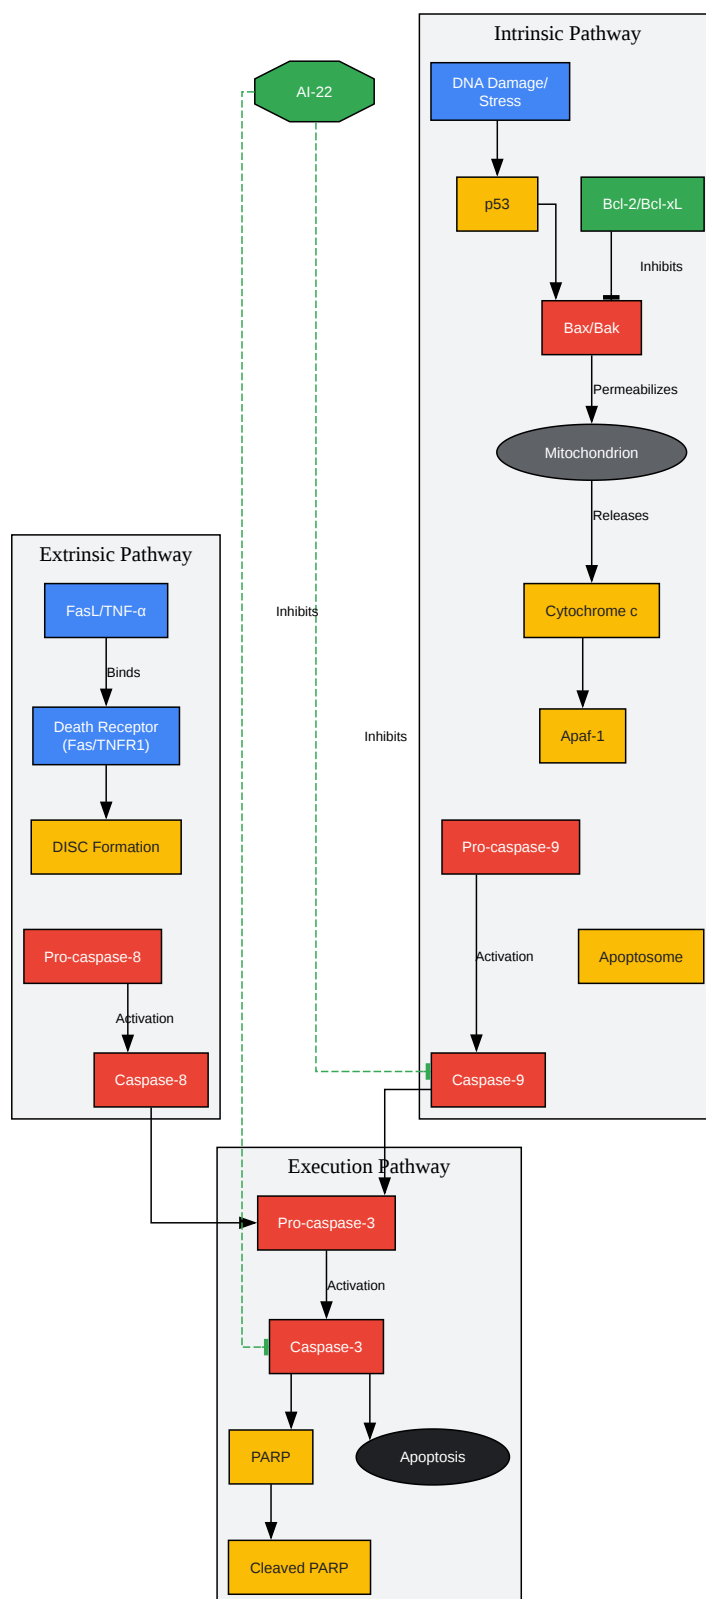 Intrinsic Pathway
AI-22
DNA Damage/
Stress
p53
Bcl-2/Bcl-xL
Inhibits
Bax/Bak
Permeabilizes
Mitochondrion
Releases
Cytochrome c
Apaf-1
Pro-caspase-9
Activation
Apoptosome
Caspase-9
Inhibits
Inhibits
Extrinsic Pathway
FasL/TNF-α
Binds
Death Receptor
(Fas/TNFR1)
DISC Formation
Pro-caspase-8
Activation
Caspase-8
Execution Pathway
Pro-caspase-3
Activation
Caspase-3
PARP
Apoptosis
Cleaved PARP